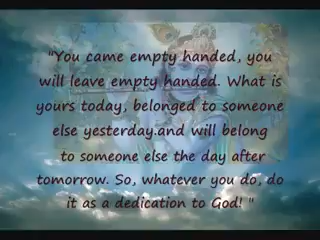 "You came empty handed, you
will leave empty handed. What is
yours today, belonged to someone
else yesterday.and will belong
to someone else the day after
tomorrow. So, whatever you do, do
it as a dedication to God! "